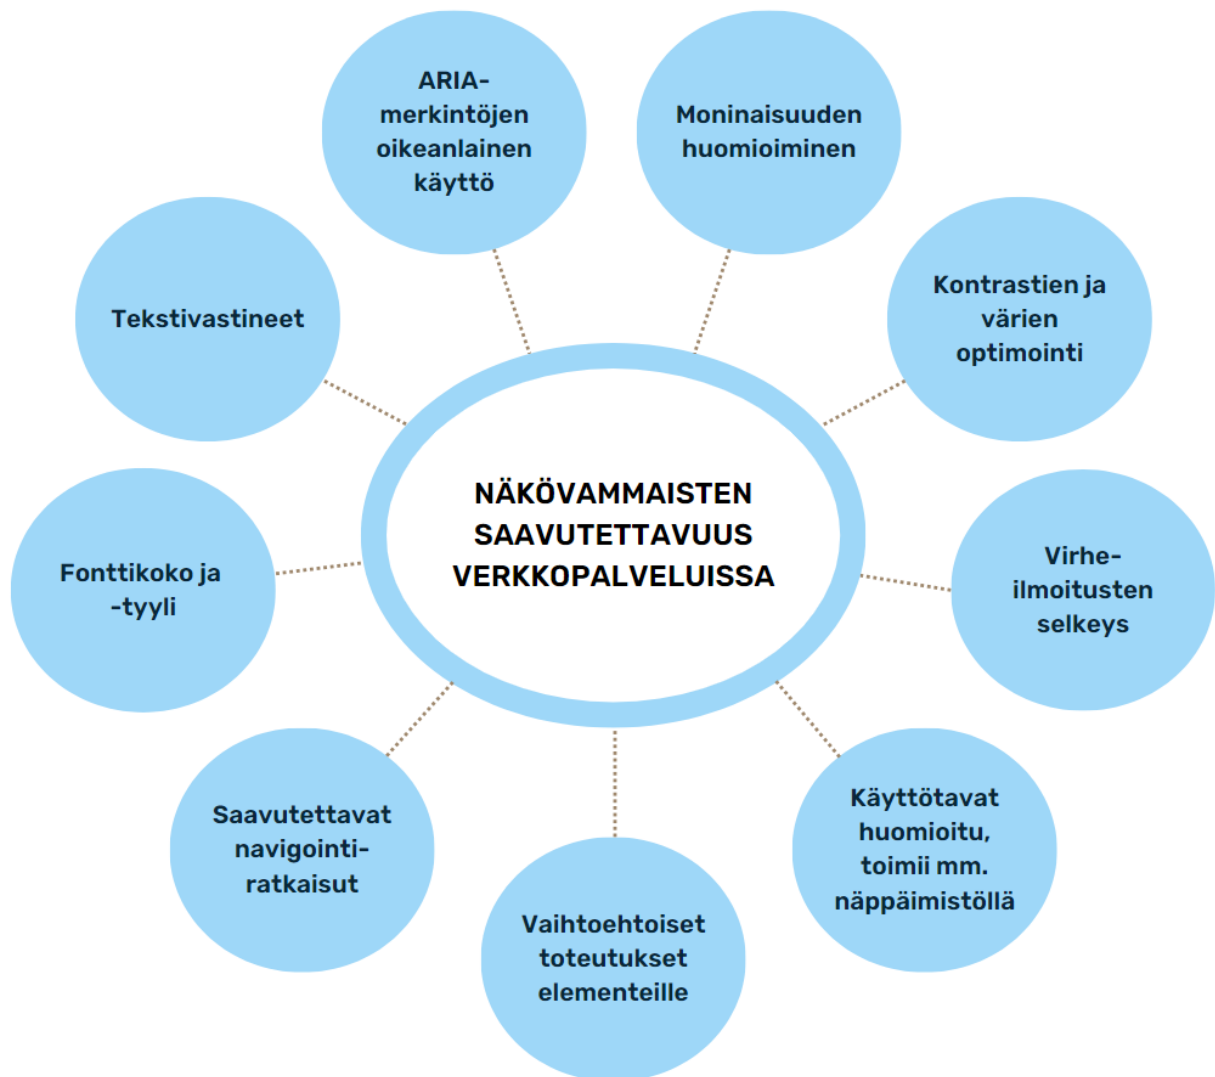 ARIA-
merkintöjen
oikeanlainen
käyttö
Moninaisuuden
huomioiminen
Kontrastien ja
värien
optimointi
Tekstivastineet
NÄKÖVAMMAISTEN
SAAVUTETTAVUUS
VERKKOPALVELUISSA
Virhe-
ilmoitusten
selkeys
Fonttikoko ja
-tyyli
Käyttötavat
huomioitu,
toimii mm.
näppäimistöllä
Saavutettavat
navigointi-
ratkaisut
Vaihtoehtoiset
toteutukset
elementeille